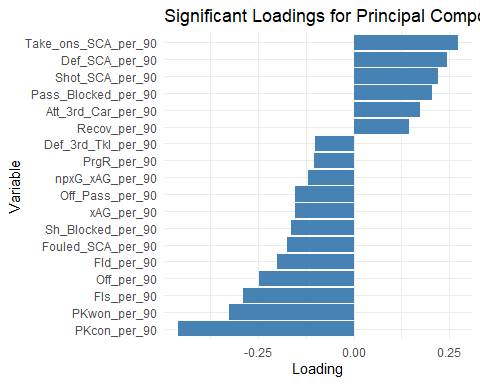 Significant Loadings for Principal Compo
Take_ons_SCA_per_90
Def_SCA_per_90
Shot_SCA_per_90
Pass_Blocked_per_90
Att_3rd_Car_per_90
Recov_per_90
Def_3rd_Tkl_per_90
PrgR_per_90
npxG_xAG_per_90
Off_Pass_per_90
xAG_per_90
Sh_Blocked_per_90
Fouled_SCA_per_90
Fld_per_90
Off_per_90
Fls_per_90
PKwon_per_90
PKcon_per_90
Variable
-0.25 0.00 0.25
Loading